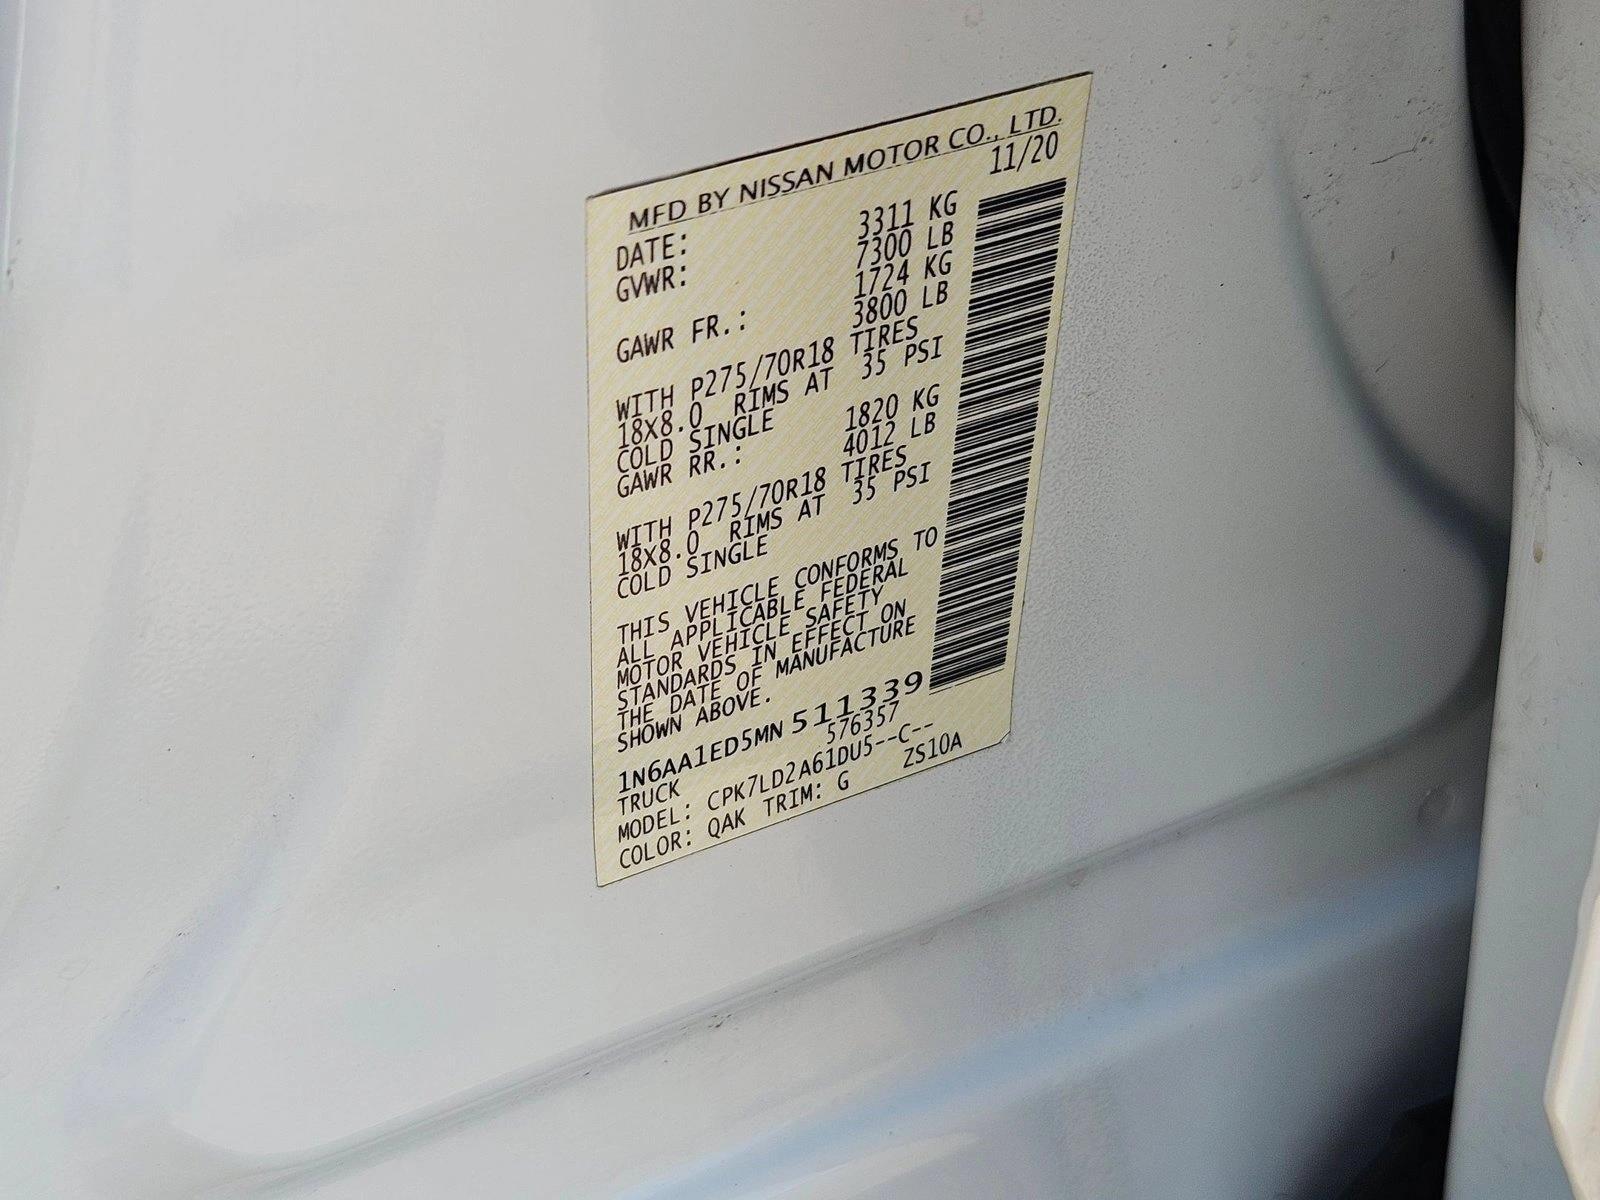 MFD BY NISSAN MOTOR CO., LTD.
DATE: 11/20
GVWR: 3311 KG
7300 LB
GAWR FR.: 1724 KG
3800 LB
WITH P275/70R18 TIRES
18X8.0 RIMS AT 35 PSI
COLD SINGLE
GAWR RR.: 1820 KG
4012 LB
WITH P275/70R18 TIRES
18X8.0 RIMS AT 35 PSI
COLD SINGLE
THIS VEHICLE CONFORMS TO
ALL APPLICABLE FEDERAL
MOTOR VEHICLE SAFETY
STANDARDS IN EFFECT ON
THE DATE OF MANUFACTURE
SHOWN ABOVE.
1N6AA1ED5MN 511339
TRUCK 576357
MODEL: CPK7LD2A61DU5--C--
COLOR: QAK TRIM: G ZS10A